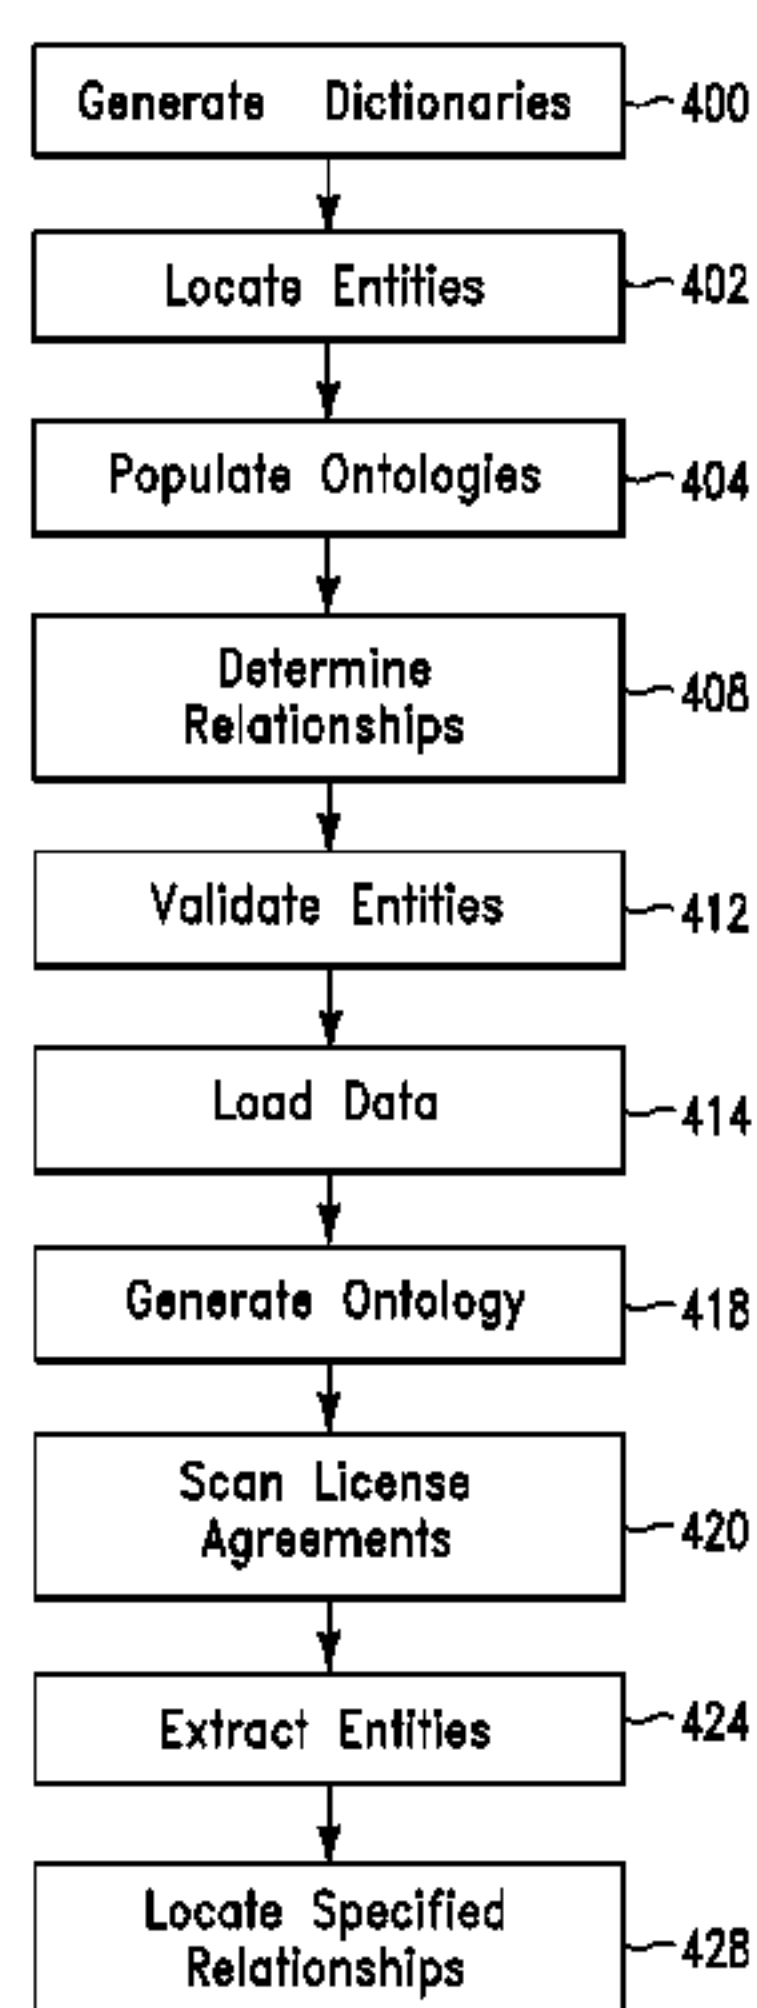 Generate Dictionaries 400
Locate Entities 402
Populate Ontologies 404
Determine
Relationships 408
Validate Entities 412
Load Data 414
Generate Ontology 418
Scan License
Agreements 420
Extract Entities 424
Locate Specified
Relationships 428